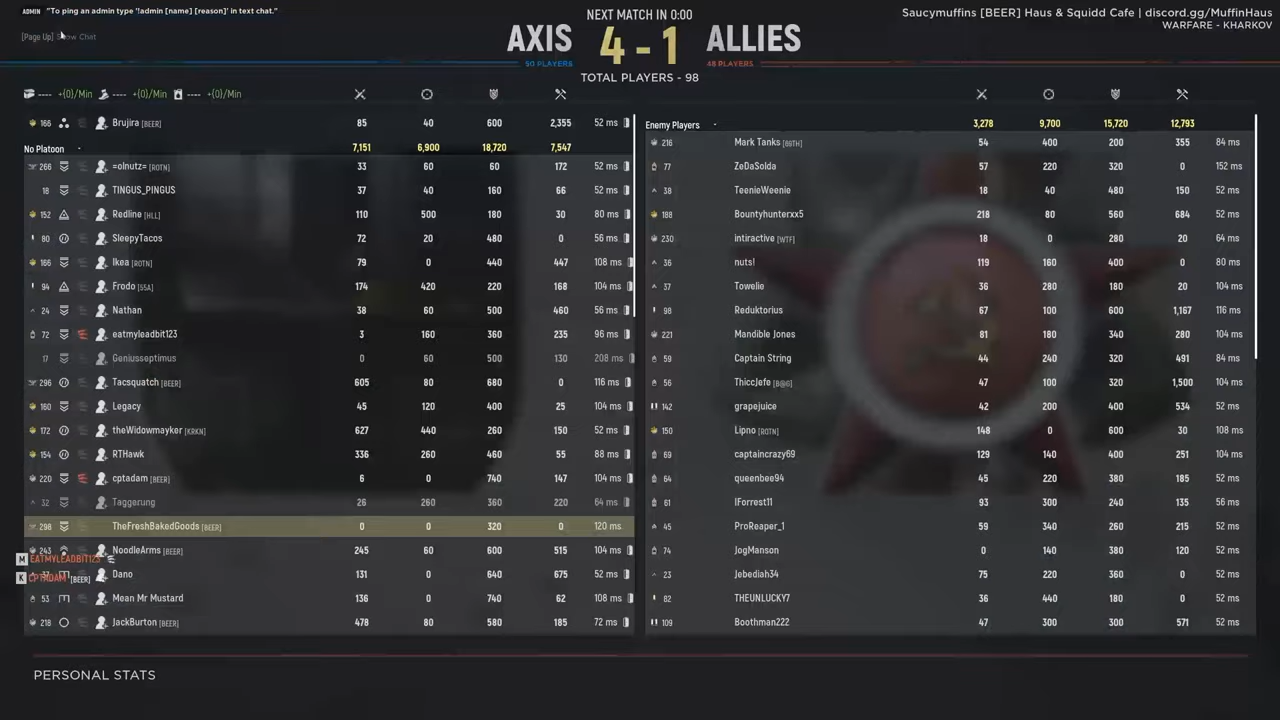 ADMIN "To ping an admin type '!admin [name] [reason]' in text chat."
[Page Up] Show Chat
NEXT MATCH IN 0:00
AXIS 4 - 1 ALLIES
50 PLAYERS 48 PLAYERS
TOTAL PLAYERS - 98
Saucymuffins [BEER] Haus & Squidd Cafe | discord.gg/MuffinHaus
WARFARE - KHARKOV
---- +{0}/Min ---- +{0}/Min ---- +{0}/Min
166 Brujira [BEER] 85 40 600 2,355 52 ms
No Platoon - 7,151 6,900 18,720 7,547
266 =olnutz= [ROTN] 33 60 60 172 52 ms
18 TINGUS_PINGUS 37 40 160 66 52 ms
152 Redline [HLL] 110 500 180 30 80 ms
80 SleepyTacos 72 20 480 0 56 ms
166 Ikea [ROTN] 79 0 440 447 108 ms
94 Frodo [55A] 174 420 220 168 104 ms
24 Nathan 38 60 500 460 56 ms
72 eatmyleadbit123 3 160 360 235 96 ms
17 Geniusseptimus 0 60 500 130 208 ms
296 Tacsquatch [BEER] 605 80 680 0 116 ms
160 Legacy 45 120 400 25 104 ms
172 theWidowmayker [KRKN] 627 440 260 150 52 ms
154 RTHawk 336 260 460 55 88 ms
220 cptadam [BEER] 6 0 740 147 104 ms
32 Taggerung 26 260 360 220 64 ms
298 TheFreshBakedGoods [BEER] 0 0 320 0 120 ms
243 NoodleArms [BEER] 245 60 600 515 104 ms
M EATMYLEADBIT123
Dano 131 0 640 675 52 ms
K CPTADAM [BEER]
53 Mean Mr Mustard 136 0 740 62 108 ms
218 JackBurton [BEER] 478 80 580 185 72 ms
Enemy Players - 3,278 9,700 15,720 12,793
216 Mark Tanks [89TH] 54 400 200 355 84 ms
77 ZeDaSolda 57 220 320 0 152 ms
38 TeenieWeenie 18 40 480 150 52 ms
188 Bountyhunterxx5 218 80 560 684 52 ms
230 intiractive [WTF] 18 0 280 20 64 ms
36 nuts! 119 160 400 0 80 ms
37 Towelie 36 280 180 20 104 ms
98 Reduktorius 67 100 600 1,167 116 ms
221 Mandible Jones 81 180 340 280 104 ms
59 Captain String 44 240 320 491 84 ms
56 ThiccJefe [B@G] 47 100 320 1,500 104 ms
142 grapejuice 42 200 400 534 52 ms
150 Lipno [ROTN] 148 0 600 30 108 ms
69 captaincrazy69 129 140 400 251 104 ms
64 queenbee94 45 220 380 185 52 ms
61 IForrest11 93 300 240 135 56 ms
45 ProReaper_1 59 340 260 215 52 ms
74 JogManson 0 140 380 120 52 ms
23 Jebediah34 75 220 360 0 52 ms
82 THEUNLUCKY7 36 440 180 0 52 ms
109 Boothman222 47 300 300 571 52 ms
PERSONAL STATS